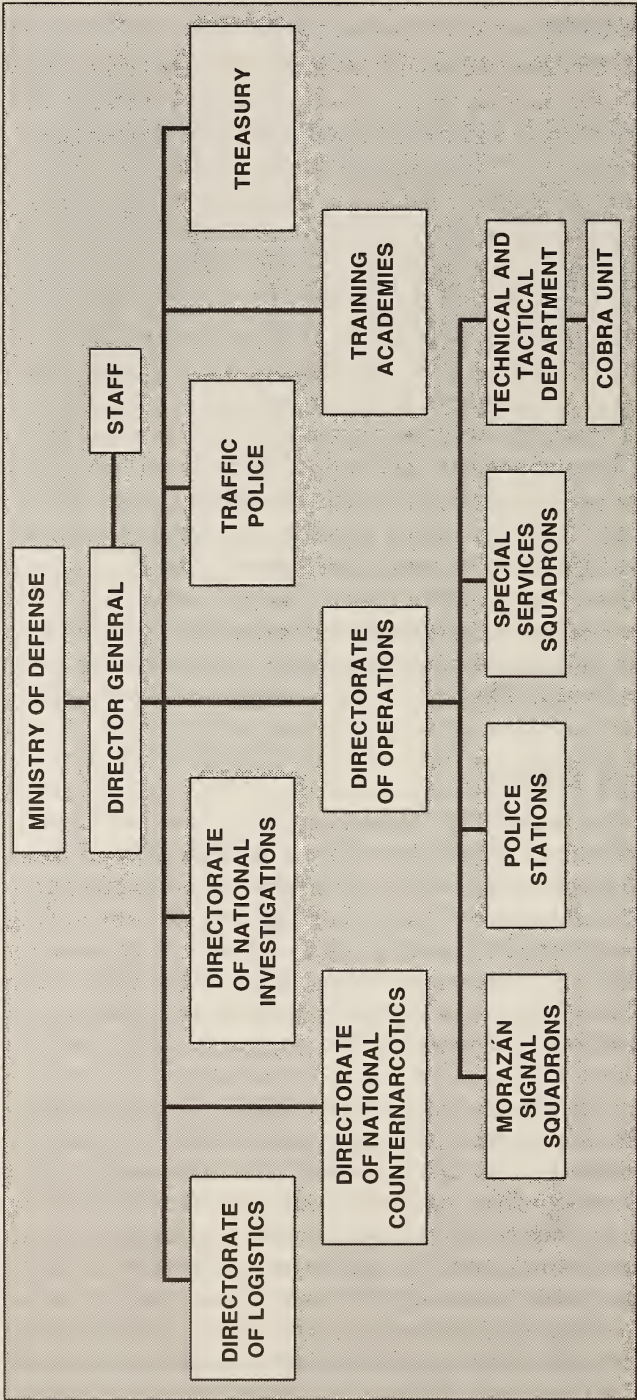 MINISTRY OF DEFENSE
DIRECTOR GENERAL
STAFF
DIRECTORATE
OF LOGISTICS
DIRECTORATE
OF NATIONAL
INVESTIGATIONS
TRAFFIC
POLICE
TREASURY
DIRECTORATE
OF NATIONAL
COUNTERNARCOTICS
DIRECTORATE
OF OPERATIONS
TRAINING
ACADEMIES
MORAZÁN
SIGNAL
SQUADRONS
POLICE
STATIONS
SPECIAL
SERVICES
SQUADRONS
TECHNICAL AND
TACTICAL
DEPARTMENT
COBRA UNIT